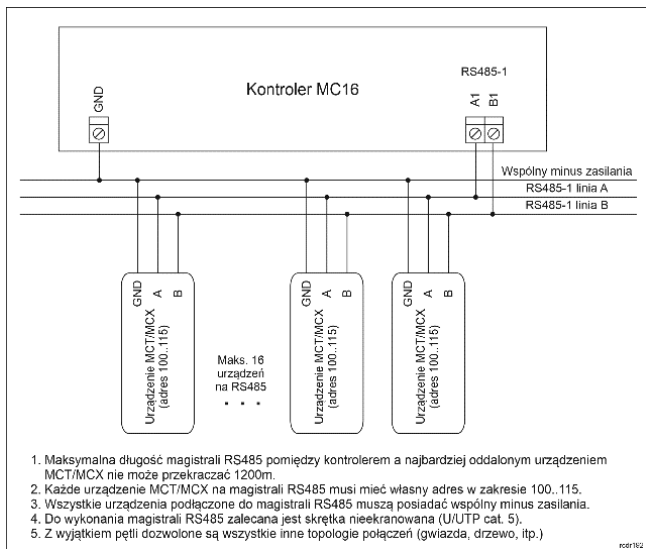 Kontroler MC16
RS485-1
GND
A1
B1
Wspólny minus zasilania
RS485-1 linia A
RS485-1 linia B
GND
A
B
Urządzenie MCT/MCX
(adres 100..115)
Maks. 16
urządzeń
na RS485
. . .
GND
A
B
Urządzenie MCT/MCX
(adres 100..115)
GND
A
B
Urządzenie MCT/MCX
(adres 100..115)
1. Maksymalna długość magistrali RS485 pomiędzy kontrolerem a najbardziej oddalonym urządzeniem
MCT/MCX nie może przekraczać 1200m.
2. Każde urządzenie MCT/MCX na magistrali RS485 musi mieć własny adres w zakresie 100..115.
3. Wszystkie urządzenia podłączone do magistrali RS485 muszą posiadać wspólny minus zasilania.
4. Do wykonania magistrali RS485 zalecana jest skrętka nieekranowana (U/UTP cat. 5).
5. Z wyjątkiem pętli dozwolone są wszystkie inne topologie połączeń (gwiazda, drzewo, itp.)